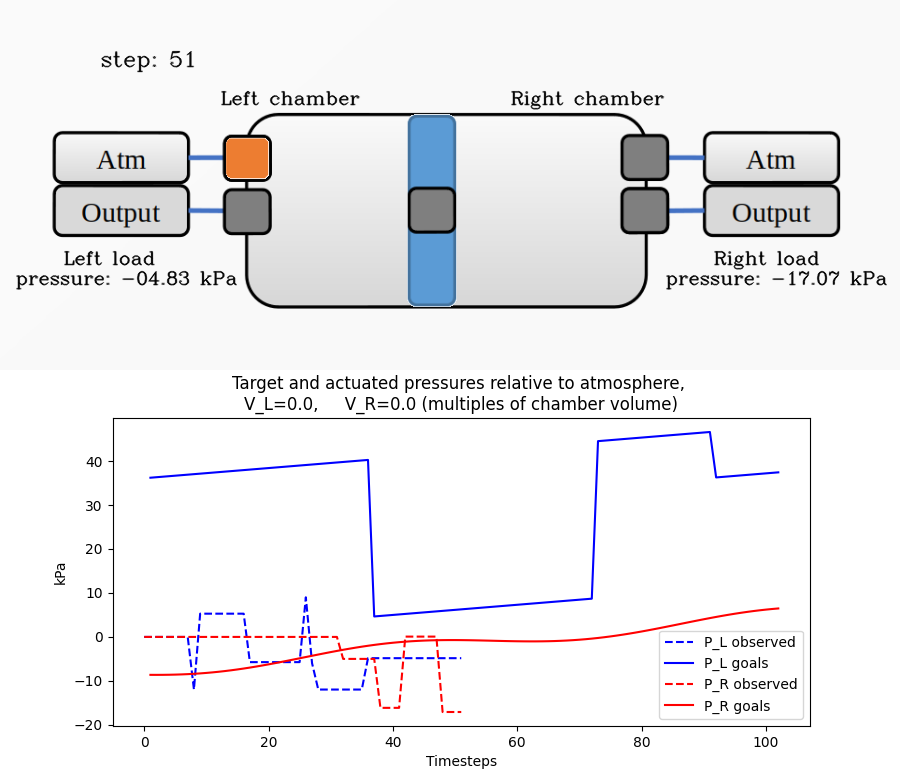 step: 51
Left chamber
Right chamber
Atm
Atm
Output
Output
Left load
pressure: -04.83 kPa
Right load
pressure: -17.07 kPa
Target and actuated pressures relative to atmosphere,
V_L=0.0, V_R=0.0 (multiples of chamber volume)
kPa
40
30
20
10
0
−10
−20
P_L observed
P_L goals
P_R observed
P_R goals
0 20 40 60 80 100
Timesteps